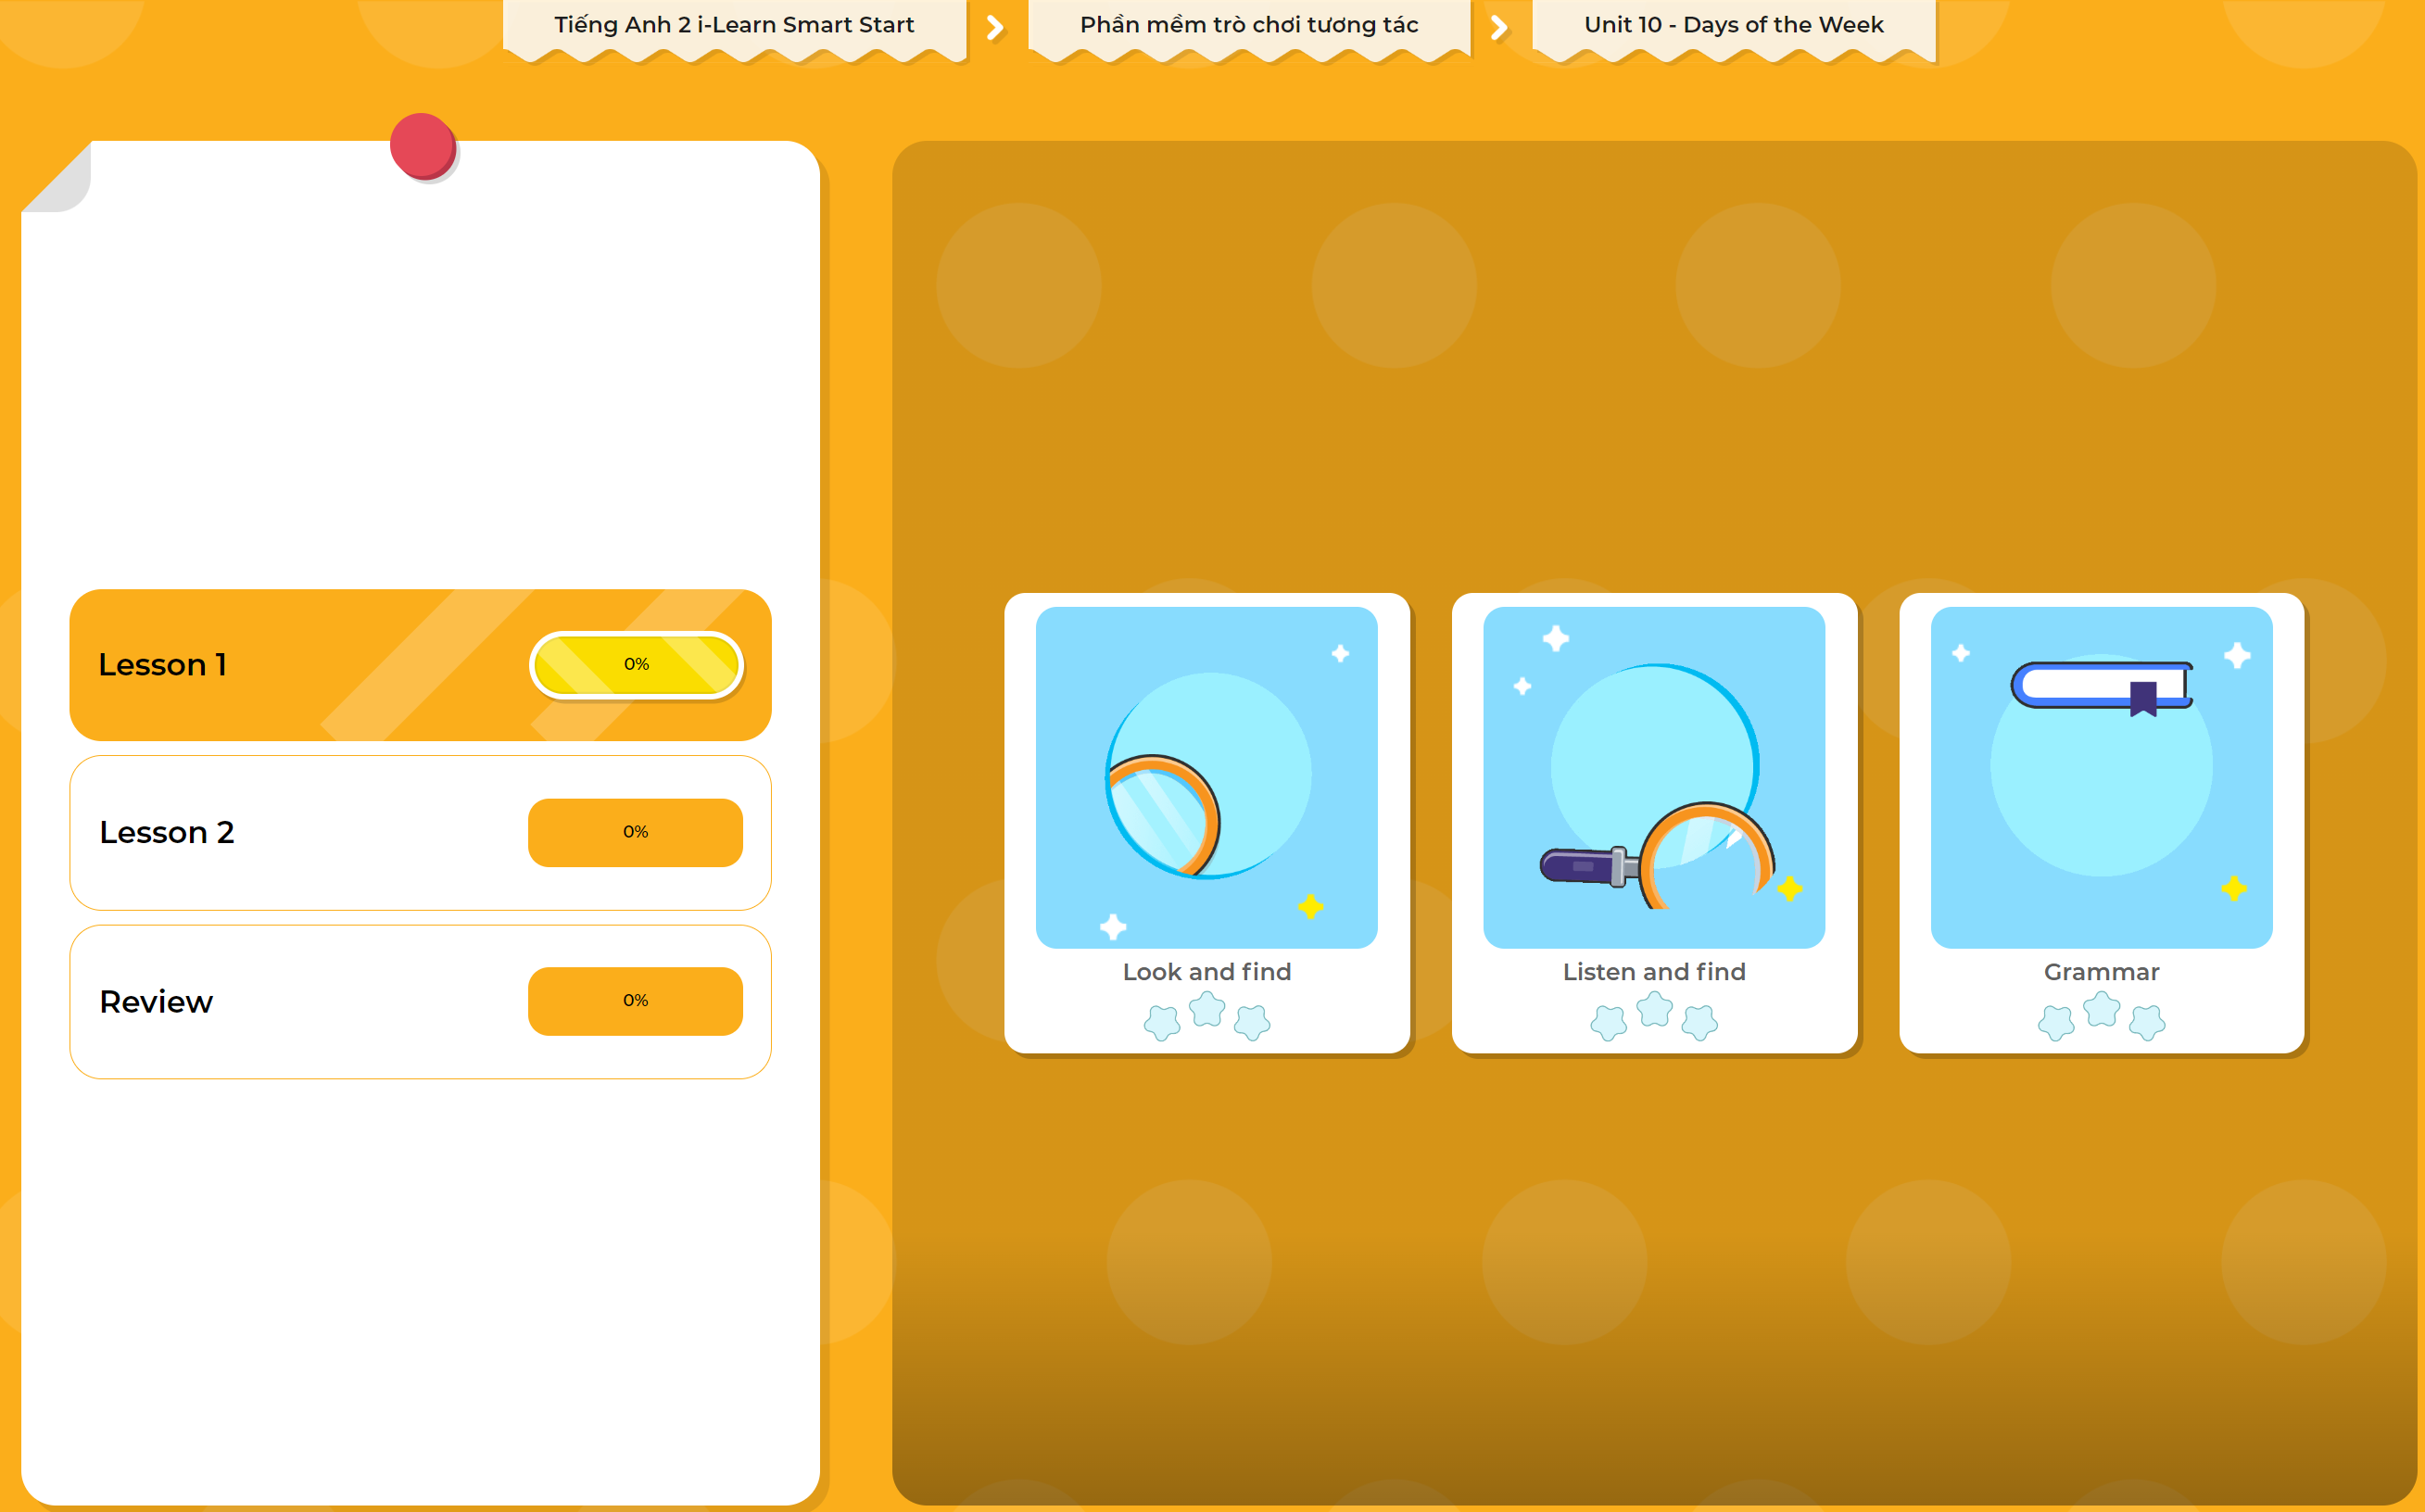 Tiếng Anh 2 i-Learn Smart Start
Phần mềm trò chơi tương tác
Unit 10 - Days of the Week
Lesson 1
0%
Lesson 2
0%
Review
0%
Look and find
Listen and find
Grammar